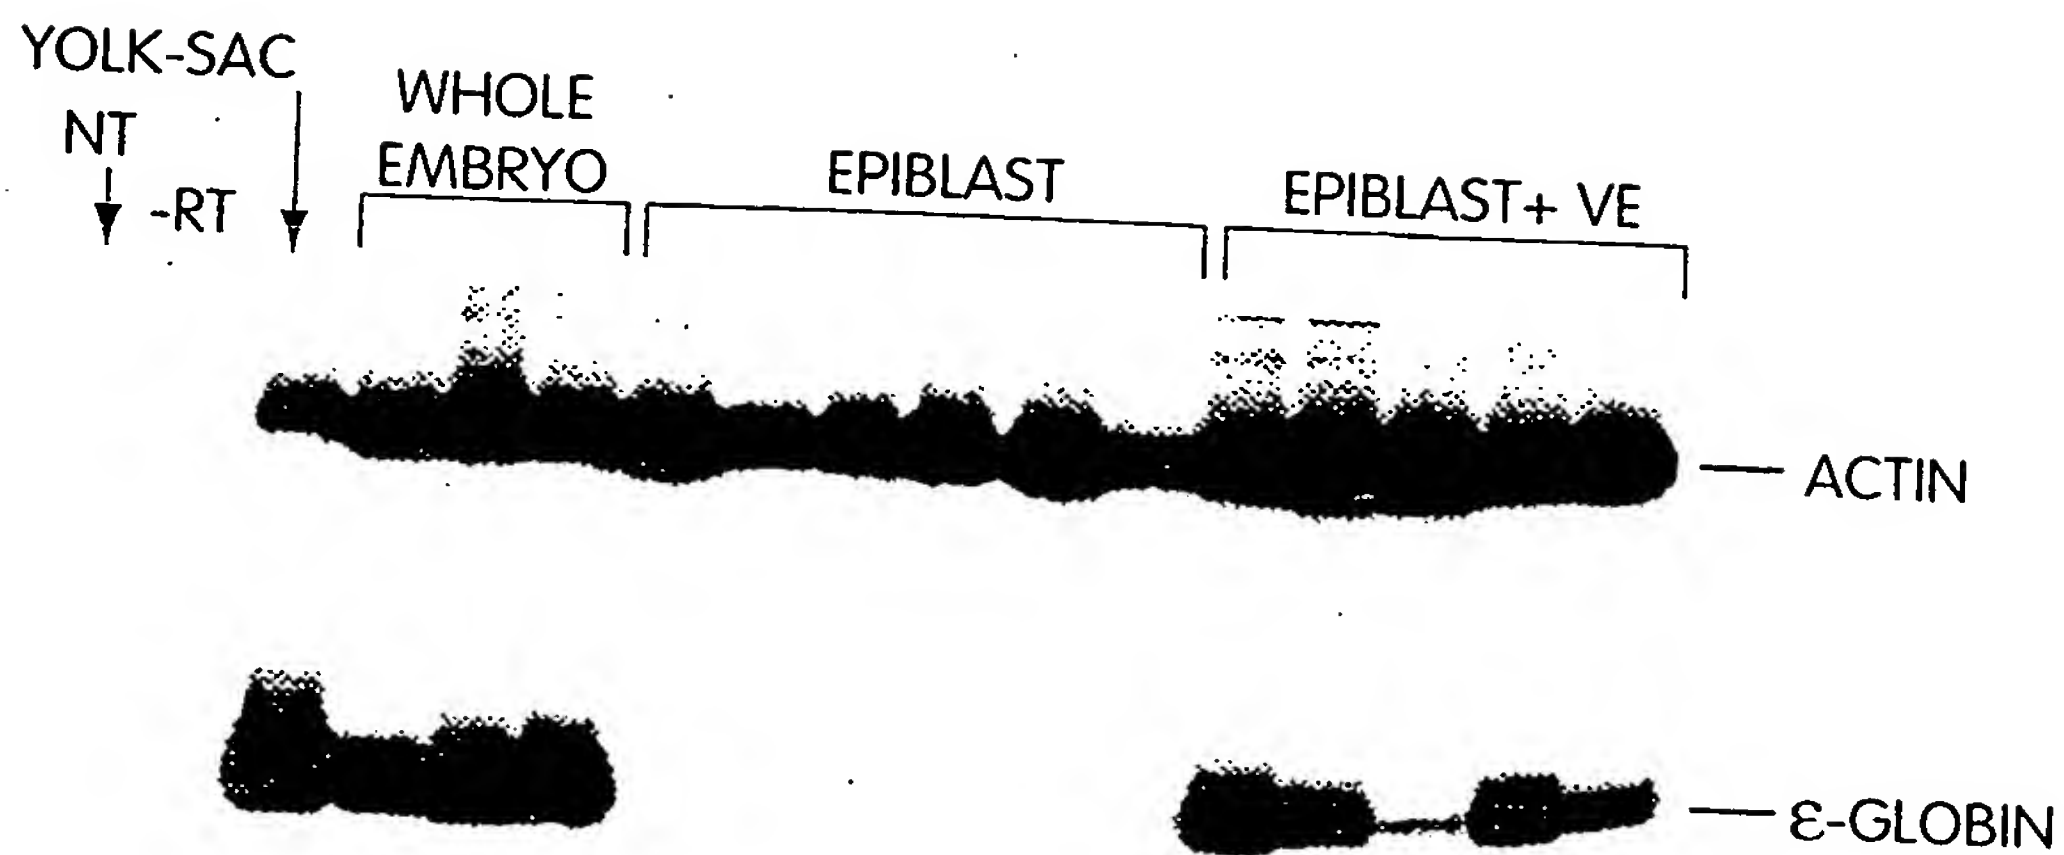 YOLK-SAC
NT
-RT
WHOLE
EMBRYO
EPIBLAST
EPIBLAST+ VE
ACTIN
ε-GLOBIN